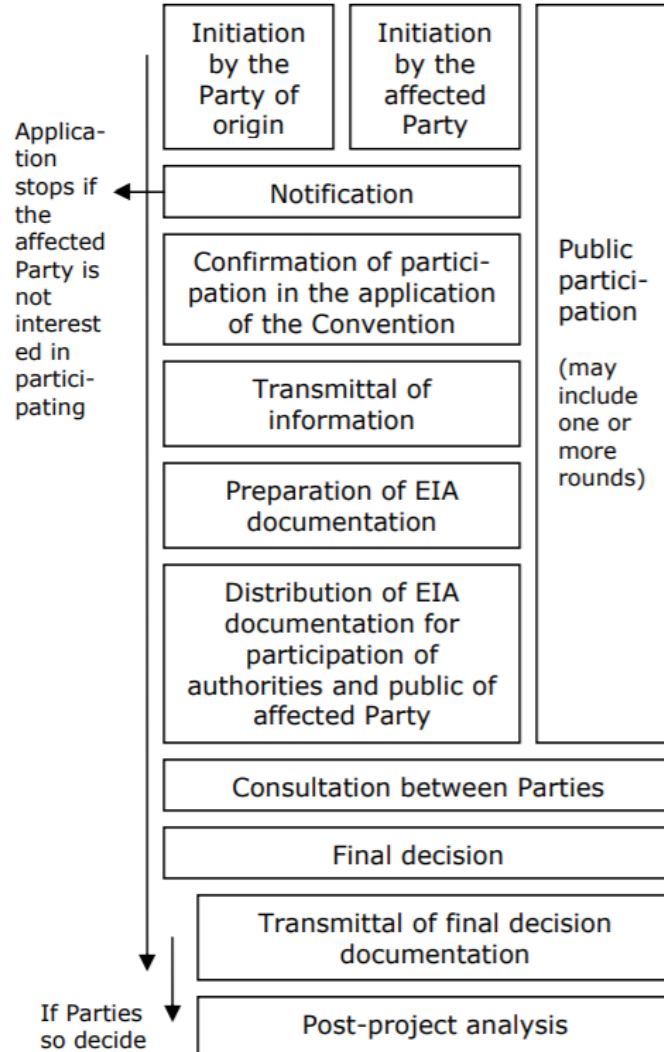 Initiation
by the
Party of
origin
Initiation
by the
affected
Party
Applica-
tion
stops if
the
affected
Party is
not
interest
ed in
partici-
pating
Notification
Confirmation of partici-
pation in the application
of the Convention
Transmittal of
information
Preparation of EIA
documentation
Distribution of EIA
documentation for
participation of
authorities and public of
affected Party
Public
partici-
pation
(may
include
one or
more
rounds)
Consultation between Parties
Final decision
Transmittal of final decision
documentation
If Parties
so decide
Post-project analysis